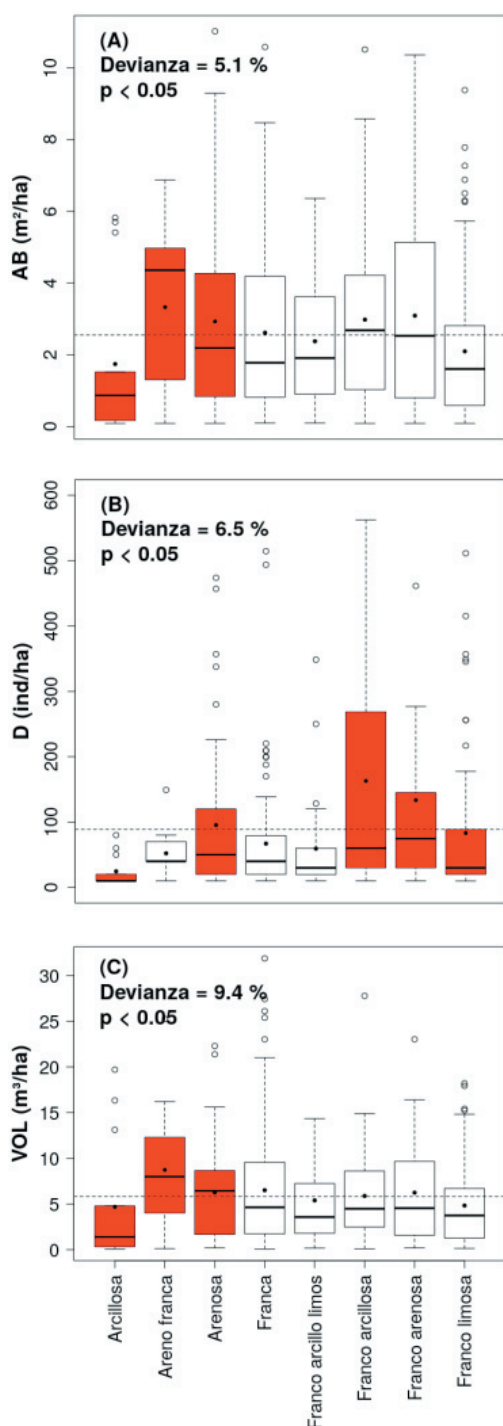 (A)
Devianza = 5.1 %
p < 0.05
AB (m²/ha)
10
8
6
4
2
0
(B)
Devianza = 6.5 %
p < 0.05
D (ind/ha)
600
500
400
300
200
100
0
(C)
Devianza = 9.4 %
p < 0.05
VOL (m³/ha)
30
25
20
15
10
5
0
Arcillosa
Areno franca
Arenosa
Franca
Franco arcillo limos
Franco arcillosa
Franco arenosa
Franco limosa